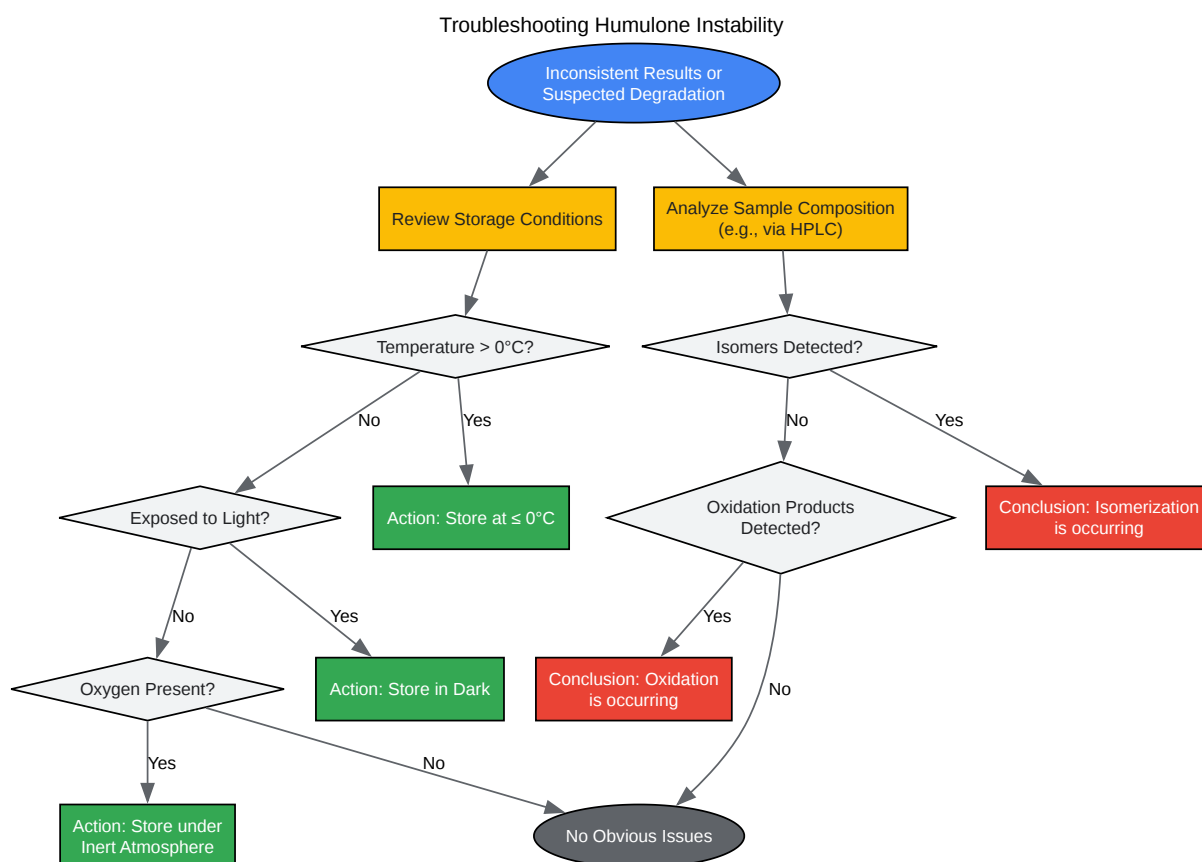 Troubleshooting Humulone Instability
Inconsistent Results or
Suspected Degradation
Review Storage Conditions
Analyze Sample Composition
(e.g., via HPLC)
Temperature > 0°C?
Isomers Detected?
No
Yes
No
Yes
Exposed to Light?
Action: Store at ≤ 0°C
Oxidation Products
Detected?
Conclusion: Isomerization
is occurring
No
Yes
Yes
No
Oxygen Present?
Action: Store in Dark
Conclusion: Oxidation
is occurring
Yes
No
Action: Store under
Inert Atmosphere
No Obvious Issues